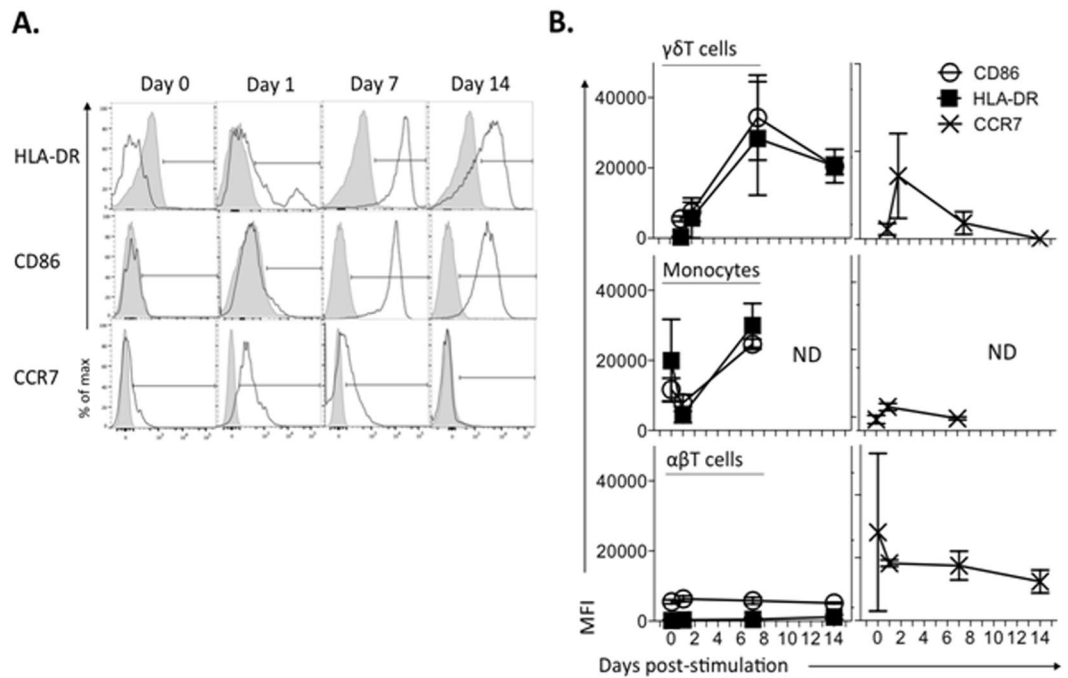 A.
B.
Day 0 Day 1 Day 7 Day 14
HLA-DR
CD86
CCR7
% of max
γδT cells
CD86
HLA-DR
CCR7
40000
20000
0
Monocytes
40000
20000
0
ND
ND
αβT cells
40000
20000
0
MFI
0 2 4 6 8 10 12 14
0 2 4 6 8 10 12 14
Days post-stimulation